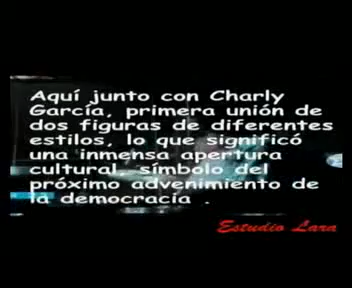 Aquí junto con Charly
García, primera unión de
dos figuras de diferentes
estilos, lo que significó
una inmensa apertura
cultural, símbolo del
próximo advenimiento de
la democracia .
Estudio Lara